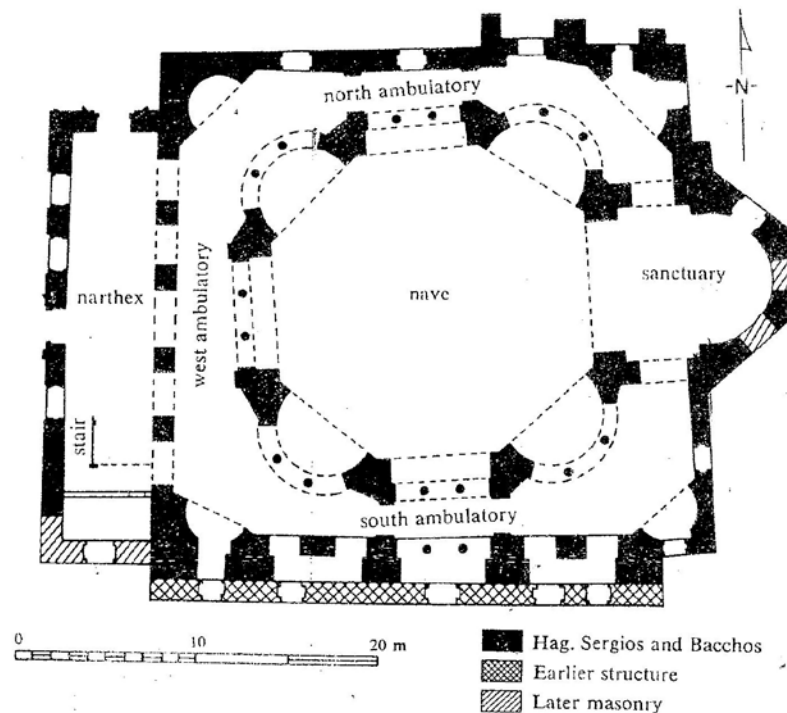 north ambulatory
-N-
narthex
west ambulatory
nave
sanctuary
stair
south ambulatory
0 10 20 m
Hag. Sergios and Bacchos
Earlier structure
Later masonry